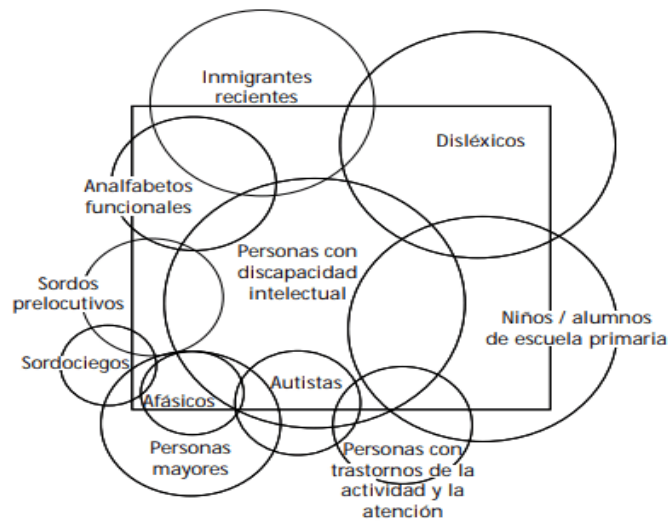 Inmigrantes
recientes
Disléxicos
Analfabetos
funcionales
Personas con
discapacidad
intelectual
Sordos
prelocutivos
Niños / alumnos
de escuela primaria
Sordociegos
Autistas
Afásicos
Personas
mayores
Personas con
trastornos de la
actividad y la
atención